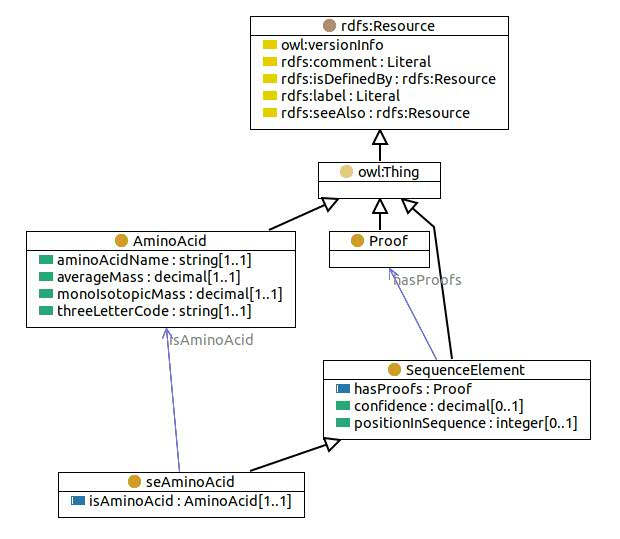 rdfs:Resource
owl:versionInfo
rdfs:comment : Literal
rdfs:isDefinedBy : rdfs:Resource
rdfs:label : Literal
rdfs:seeAlso : rdfs:Resource
owl:Thing
AminoAcid
aminoAcidName : string[1..1]
averageMass : decimal[1..1]
monoIsotopicMass : decimal[1..1]
threeLetterCode : string[1..1]
Proof
hasProofs
isAminoAcid
SequenceElement
hasProofs : Proof
confidence : decimal[0..1]
positionInSequence : integer[0..1]
seAminoAcid
isAminoAcid : AminoAcid[1..1]